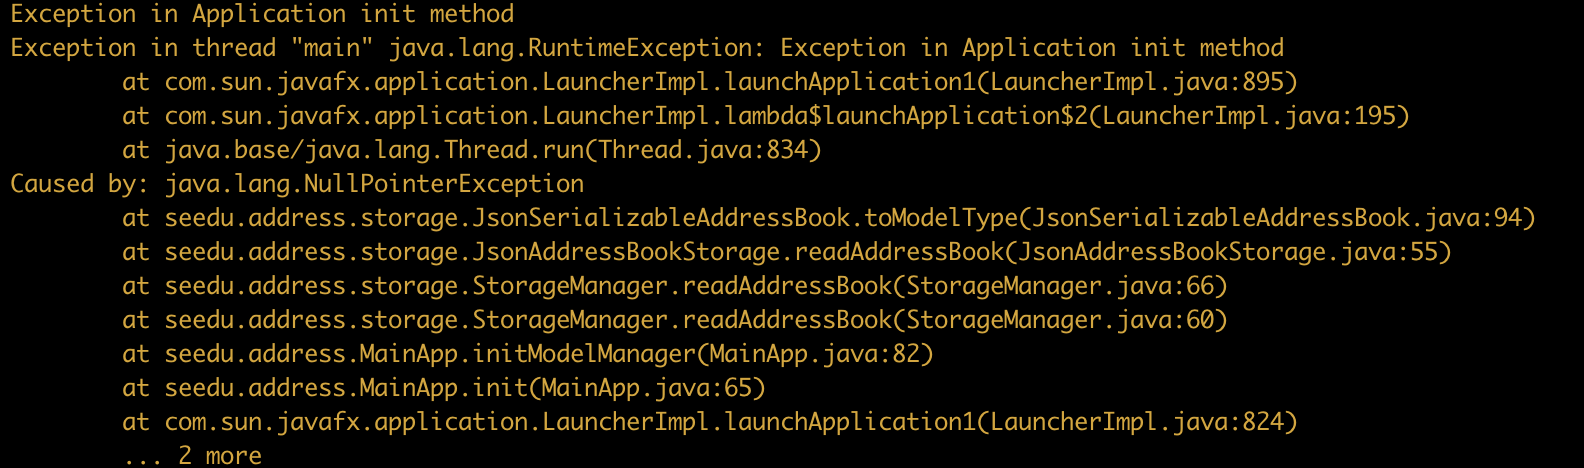 Exception in Application init method
Exception in thread "main" java.lang.RuntimeException: Exception in Application init method
        at com.sun.javafx.application.LauncherImpl.launchApplication1(LauncherImpl.java:895)
        at com.sun.javafx.application.LauncherImpl.lambda$launchApplication$2(LauncherImpl.java:195)
        at java.base/java.lang.Thread.run(Thread.java:834)
Caused by: java.lang.NullPointerException
        at seedu.address.storage.JsonSerializableAddressBook.toModelType(JsonSerializableAddressBook.java:94)
        at seedu.address.storage.JsonAddressBookStorage.readAddressBook(JsonAddressBookStorage.java:55)
        at seedu.address.storage.StorageManager.readAddressBook(StorageManager.java:66)
        at seedu.address.storage.StorageManager.readAddressBook(StorageManager.java:60)
        at seedu.address.MainApp.initModelManager(MainApp.java:82)
        at seedu.address.MainApp.init(MainApp.java:65)
        at com.sun.javafx.application.LauncherImpl.launchApplication1(LauncherImpl.java:824)
        ... 2 more